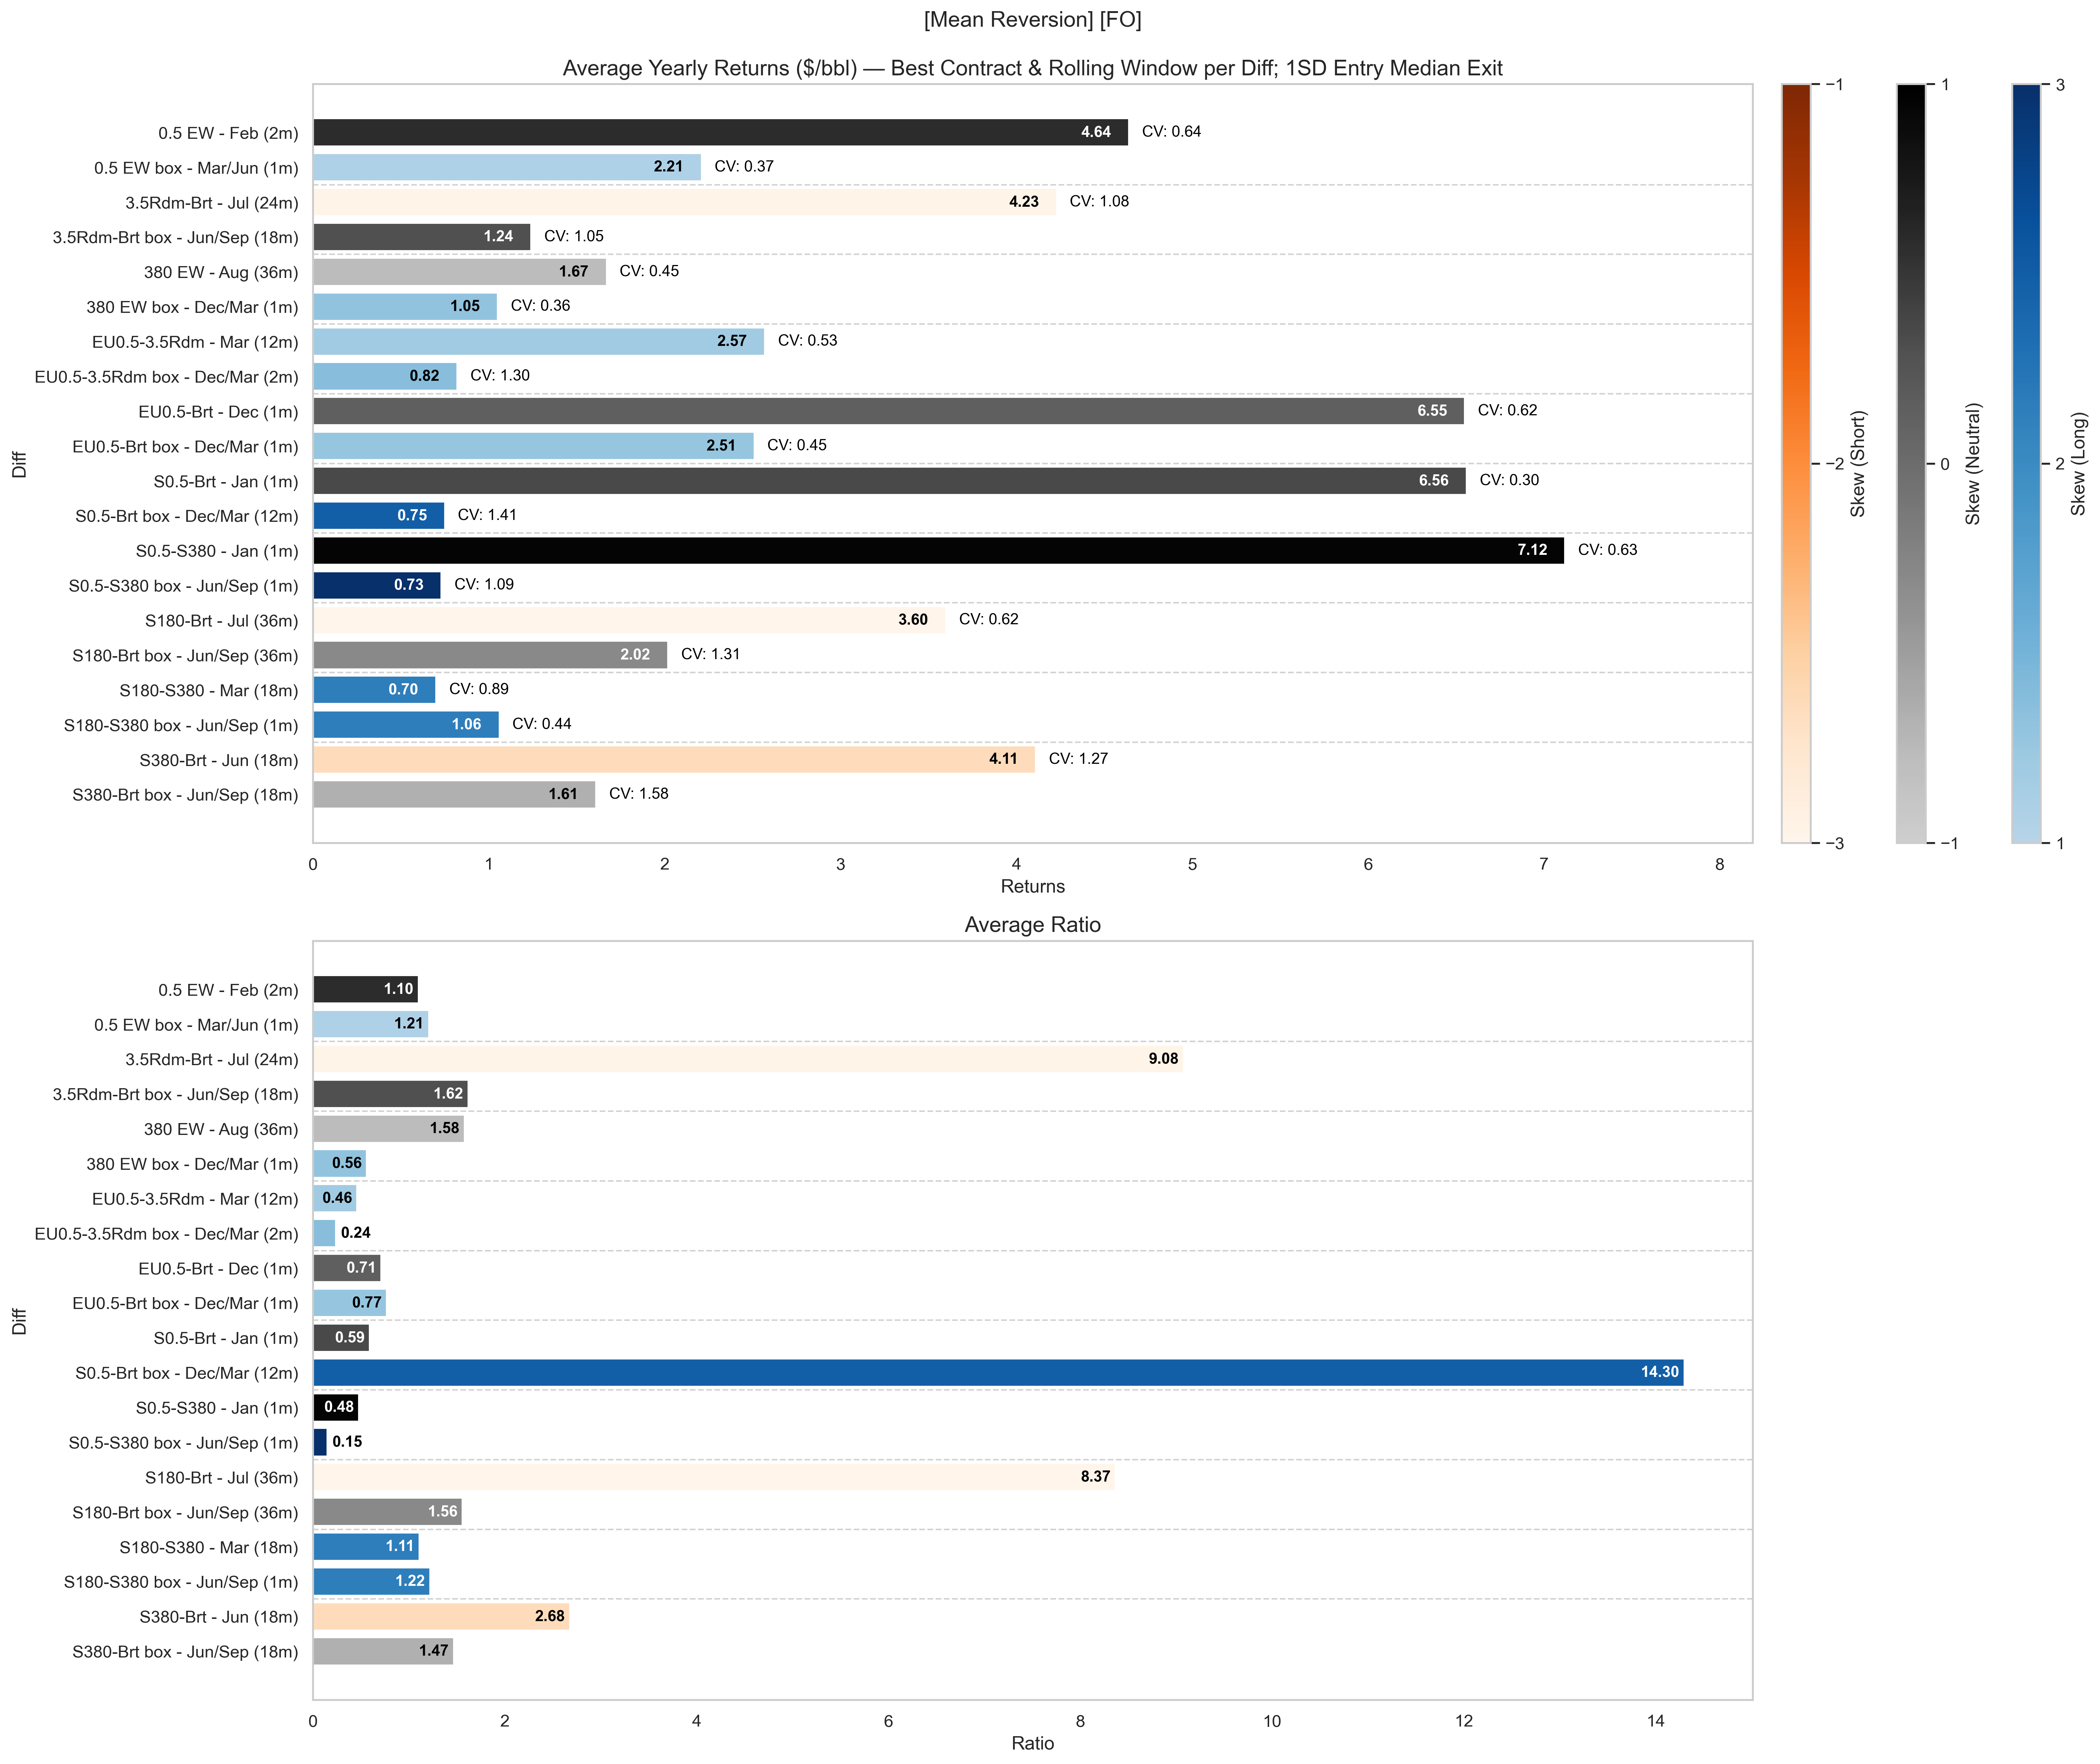 [Mean Reversion] [FO]
Average Yearly Returns ($/bbl) — Best Contract & Rolling Window per Diff; 1SD Entry Median Exit
Diff
0.5 EW - Feb (2m) 4.64 CV: 0.64
0.5 EW box - Mar/Jun (1m) 2.21 CV: 0.37
3.5Rdm-Brt - Jul (24m) 4.23 CV: 1.08
3.5Rdm-Brt box - Jun/Sep (18m) 1.24 CV: 1.05
380 EW - Aug (36m) 1.67 CV: 0.45
380 EW box - Dec/Mar (1m) 1.05 CV: 0.36
EU0.5-3.5Rdm - Mar (12m) 2.57 CV: 0.53
EU0.5-3.5Rdm box - Dec/Mar (2m) 0.82 CV: 1.30
EU0.5-Brt - Dec (1m) 6.55 CV: 0.62
EU0.5-Brt box - Dec/Mar (1m) 2.51 CV: 0.45
S0.5-Brt - Jan (1m) 6.56 CV: 0.30
S0.5-Brt box - Dec/Mar (12m) 0.75 CV: 1.41
S0.5-S380 - Jan (1m) 7.12 CV: 0.63
S0.5-S380 box - Jun/Sep (1m) 0.73 CV: 1.09
S180-Brt - Jul (36m) 3.60 CV: 0.62
S180-Brt box - Jun/Sep (36m) 2.02 CV: 1.31
S180-S380 - Mar (18m) 0.70 CV: 0.89
S180-S380 box - Jun/Sep (1m) 1.06 CV: 0.44
S380-Brt - Jun (18m) 4.11 CV: 1.27
S380-Brt box - Jun/Sep (18m) 1.61 CV: 1.58
0 1 2 3 4 5 6 7 8
Returns
−1
−2
−3
Skew (Short)
1
0
−1
Skew (Neutral)
3
2
1
Skew (Long)
Average Ratio
Diff
0.5 EW - Feb (2m) 1.10
0.5 EW box - Mar/Jun (1m) 1.21
3.5Rdm-Brt - Jul (24m) 9.08
3.5Rdm-Brt box - Jun/Sep (18m) 1.62
380 EW - Aug (36m) 1.58
380 EW box - Dec/Mar (1m) 0.56
EU0.5-3.5Rdm - Mar (12m) 0.46
EU0.5-3.5Rdm box - Dec/Mar (2m) 0.24
EU0.5-Brt - Dec (1m) 0.71
EU0.5-Brt box - Dec/Mar (1m) 0.77
S0.5-Brt - Jan (1m) 0.59
S0.5-Brt box - Dec/Mar (12m) 14.30
S0.5-S380 - Jan (1m) 0.48
S0.5-S380 box - Jun/Sep (1m) 0.15
S180-Brt - Jul (36m) 8.37
S180-Brt box - Jun/Sep (36m) 1.56
S180-S380 - Mar (18m) 1.11
S180-S380 box - Jun/Sep (1m) 1.22
S380-Brt - Jun (18m) 2.68
S380-Brt box - Jun/Sep (18m) 1.47
0 2 4 6 8 10 12 14
Ratio